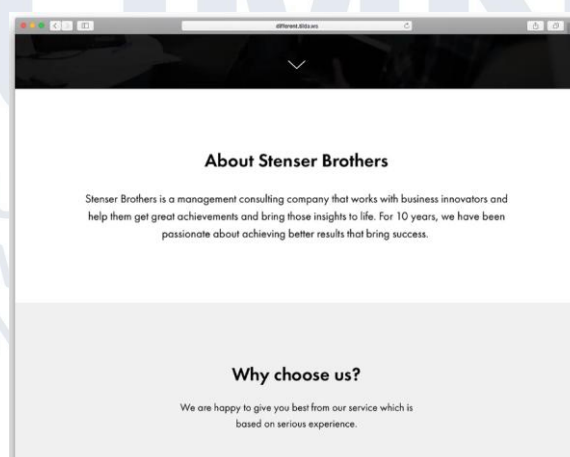 different.tilda.ws
About Stenser Brothers
Stenser Brothers is a management consulting company that works with business innovators and
help them get great achievements and bring those insights to life. For 10 years, we have been
passionate about achieving better results that bring success.
Why choose us?
We are happy to give you best from our service which is
based on serious experience.